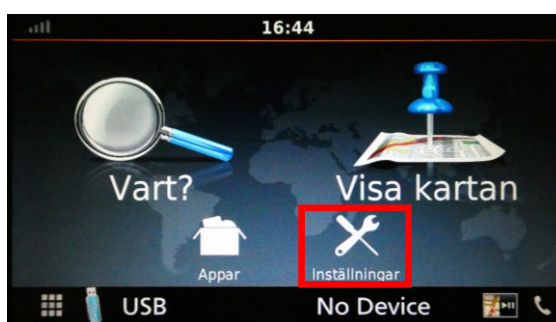 16:44
Vart? Visa kartan
Appar Inställningar
USB No Device